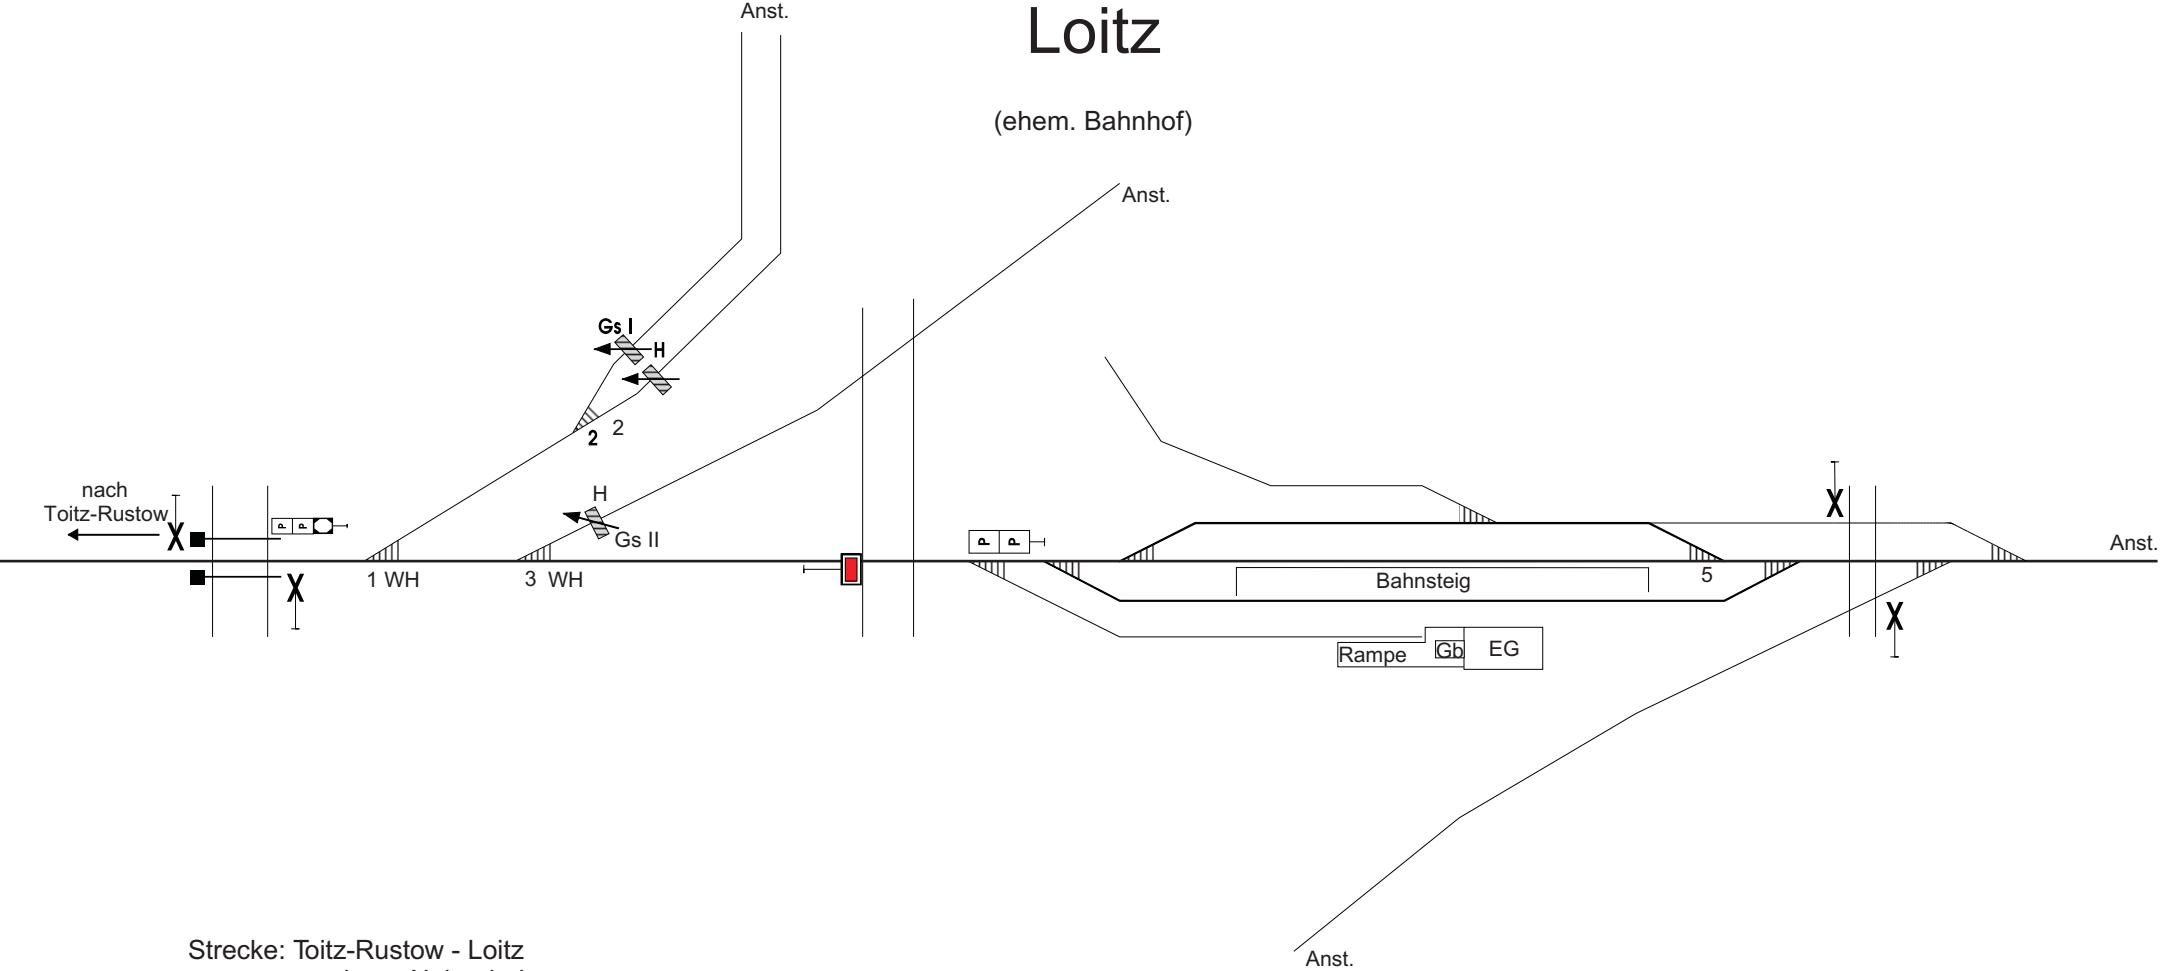 Anst.
Loitz
(ehem. Bahnhof)
Anst.
Gs I
H
2
2
nach
Toitz-Rustow
H
P P
Gs II
P P
Anst.
1 WH
3 WH
Bahnsteig
5
Rampe
Gb
EG
Strecke: Toitz-Rustow - Loitz
Anst.